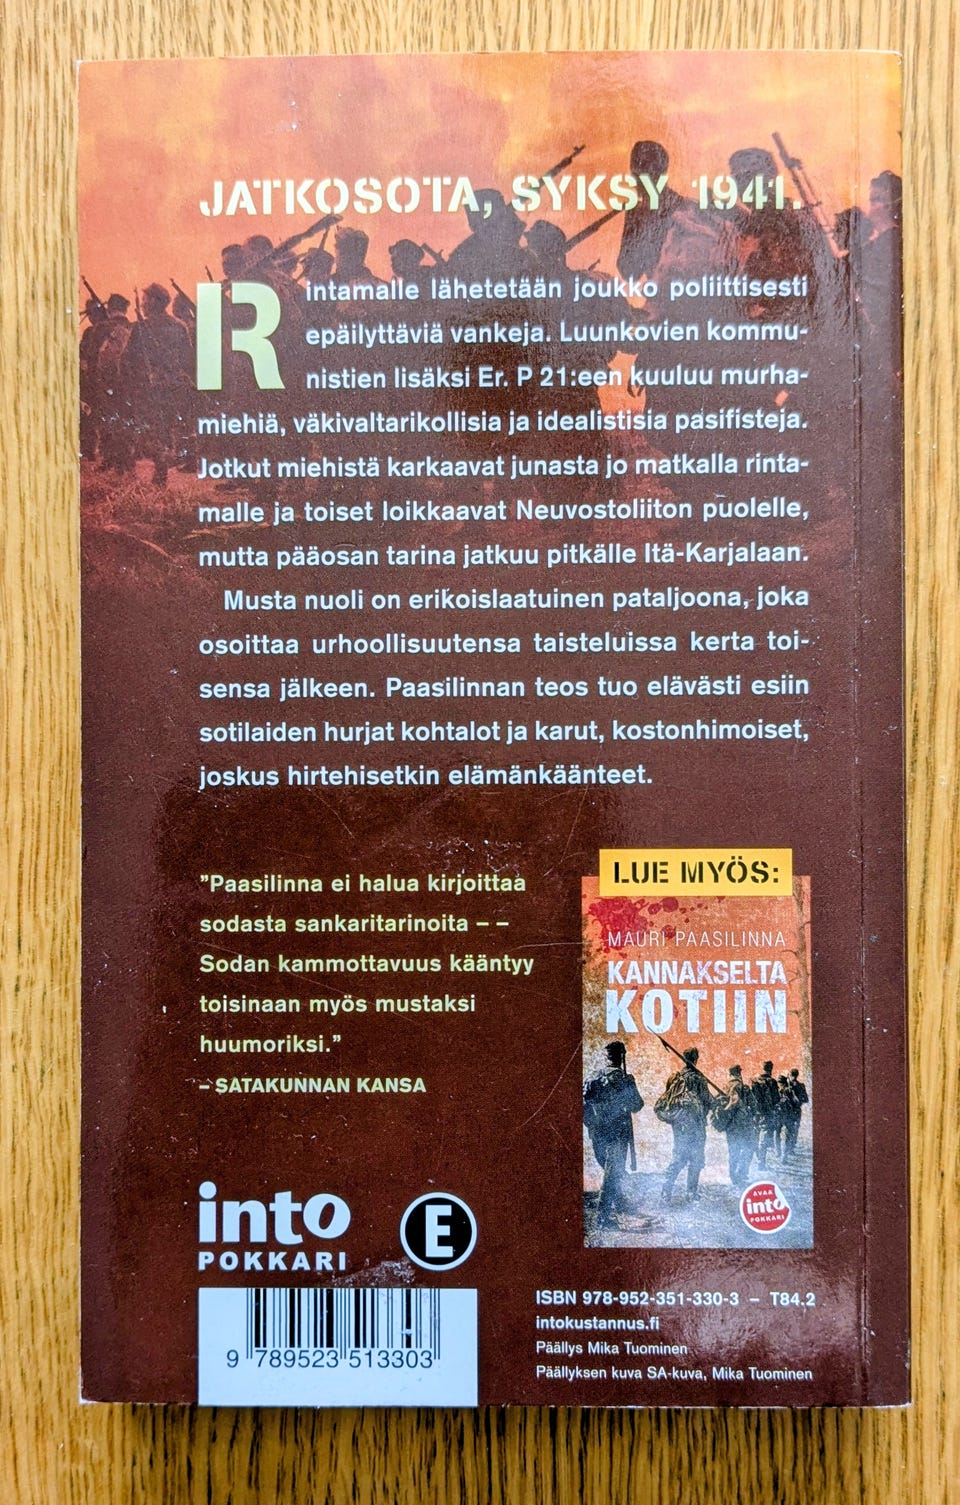 JATKOSOTA, SYKSY 1941.
Rintamalle lähetetään joukko poliittisesti
epäilyttäviä vankeja. Luunkovien kommu-
nistien lisäksi Er. P 21:een kuuluu murha-
miehiä, väkivaltarikollisia ja idealistisia pasifisteja.
Jotkut miehistä karkaavat junasta jo matkalla rinta-
malle ja toiset loikkaavat Neuvostoliiton puolelle,
mutta pääosan tarina jatkuu pitkälle Itä-Karjalaan.
Musta nuoli on erikoislaatuinen pataljoona, joka
osoittaa urhoollisuutensa taisteluissa kerta toi-
sensa jälkeen. Paasilinnan teos tuo elävästi esiin
sotilaiden hurjat kohtalot ja karut, kostonhimoiset,
joskus hirtehisetkin elämänkäänteet.
”Paasilinna ei halua kirjoittaa
sodasta sankaritarinoita – –
Sodan kammottavuus kääntyy
toisinaan myös mustaksi
huumoriksi.”
– SATAKUNNAN KANSA
LUE MYÖS:
MAURI PAASILINNA
KANNAKSELTA
KOTIIN
AVAA
into
POKKARI
into
POKKARI
E
9 789523 513303
ISBN 978-952-351-330-3 – T84.2
intokustannus.fi
Päällys Mika Tuominen
Päällyksen kuva SA-kuva, Mika Tuominen